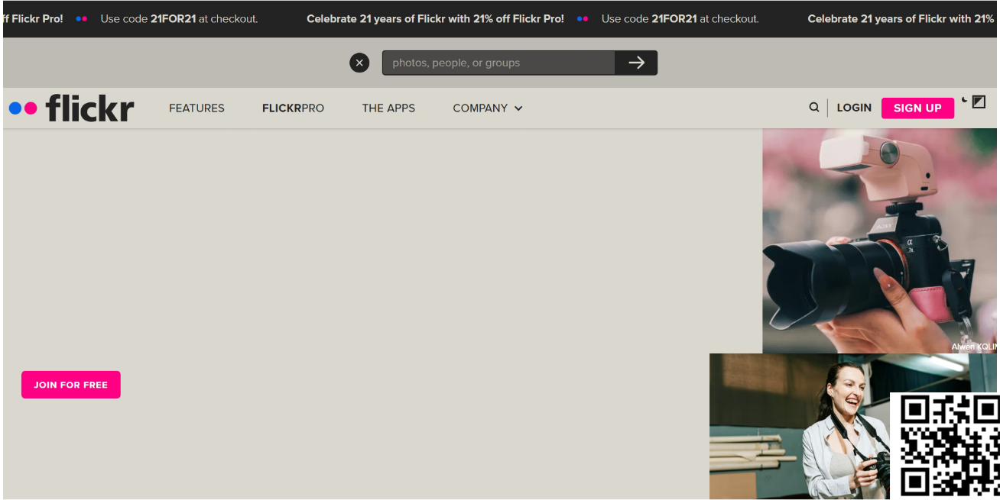 ff Flickr Pro! Use code 21FOR21 at checkout. Celebrate 21 years of Flickr with 21% off Flickr Pro! Use code 21FOR21 at checkout. Celebrate 21 years of Flickr with 21%
photos, people, or groups
flickr FEATURES FLICKRPRO THE APPS COMPANY LOGIN SIGN UP
SONY
α
Alwen KQLIM
JOIN FOR FREE